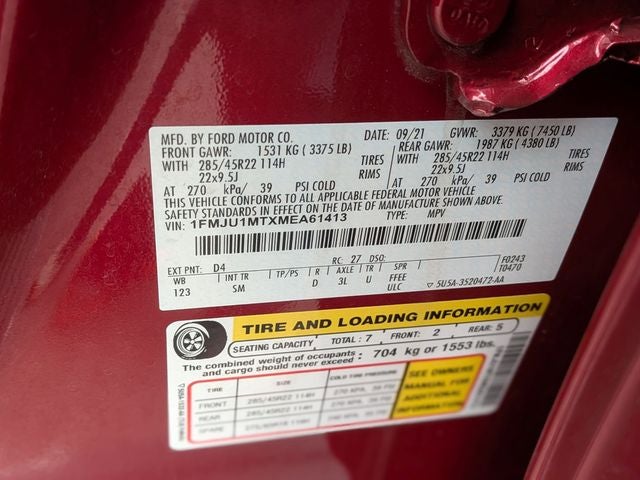 MFD. BY FORD MOTOR CO.
DATE: 09/21 GVWR: 3379 KG ( 7450 LB)
FRONT GAWR: 1531 KG ( 3375 LB) REAR GAWR: 1987 KG ( 4380 LB)
WITH 285/45R22 114H TIRES WITH 285/45R22 114H TIRES
22x9.5J RIMS 22x9.5J RIMS
AT 270 kPa/ 39 PSI COLD AT 270 kPa/ 39 PSI COLD
THIS VEHICLE CONFORMS TO ALL APPLICABLE FEDERAL MOTOR VEHICLE
SAFETY STANDARDS IN EFFECT ON THE DATE OF MANUFACTURE SHOWN ABOVE.
VIN: 1FMJU1MTXMEA61413 TYPE: MPV
F0243
T0470
EXT PNT: D4 RC: 27 DSO:
WB INT TR TP/PS R AXLE TR SPR
123 SM D 3L U FFEE
ULC 5U5A-3520472-AA
TIRE AND LOADING INFORMATION
SEATING CAPACITY TOTAL: 7 FRONT: 2 REAR: 5
The combined weight of occupants and cargo should never exceed : 704 kg or 1553 lbs.
TIRE SIZE COLD TIRE PRESSURE
FRONT 285/45R22 114H 270 KPA, 39 PSI
REAR 285/45R22 114H
SPARE
SEE OWNERS
MANUAL FOR
ADDITIONAL
INFORMATION